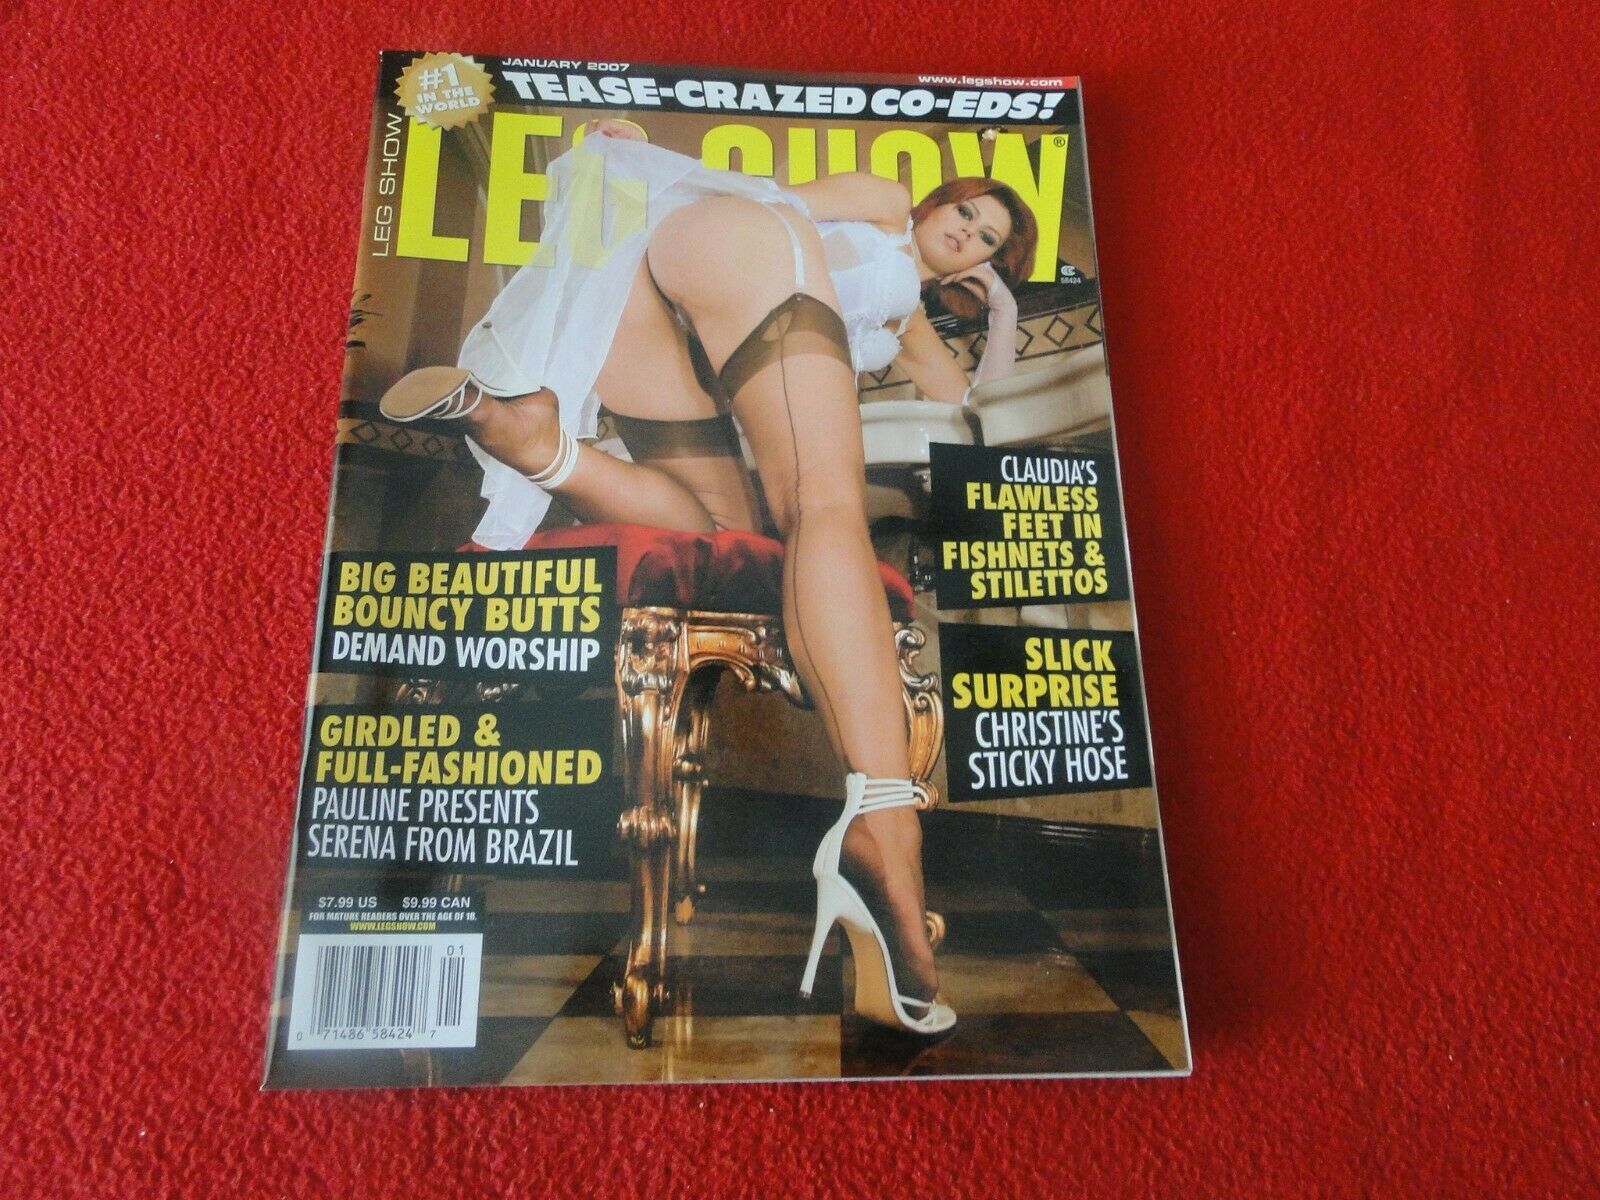 #1
IN THE
WORLD
JANUARY 2007
www.legshow.com
TEASE-CRAZED CO-EDS!
LEG SHOW
LEG SHOW®
58424
CLAUDIA'S
FLAWLESS
FEET IN
FISHNETS &
STILETTOS
BIG BEAUTIFUL
BOUNCY BUTTS
DEMAND WORSHIP
SLICK
SURPRISE
CHRISTINE'S
STICKY HOSE
GIRDLED &
FULL-FASHIONED
PAULINE PRESENTS
SERENA FROM BRAZIL
$7.99 US $9.99 CAN
FOR MATURE READERS OVER THE AGE OF 18.
WWW.LEGSHOW.COM
01
0 71486 58424 7